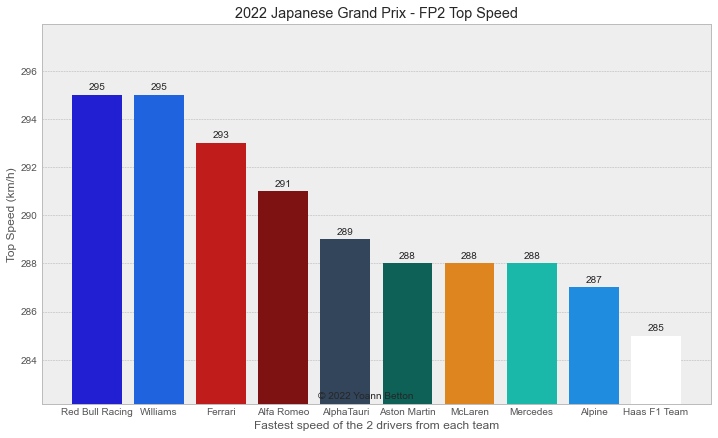 2022 Japanese Grand Prix - FP2 Top Speed
Top Speed (km/h)
296
294
292
290
288
286
284
295
295
293
291
289
288
288
288
287
285
© 2022 Yoann Betton
Red Bull Racing
Williams
Ferrari
Alfa Romeo
AlphaTauri
Aston Martin
McLaren
Mercedes
Alpine
Haas F1 Team
Fastest speed of the 2 drivers from each team